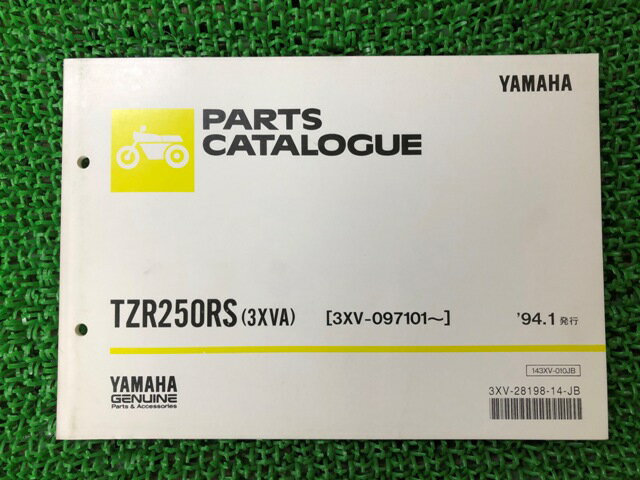 YAMAHA
PARTS
CATALOGUE
TZR250RS (3XVA) [3XV-097101~] '94.1 発行
143XV-010JB
YAMAHA
GENUINE
Parts & Accessories
3XV-28198-14-JB